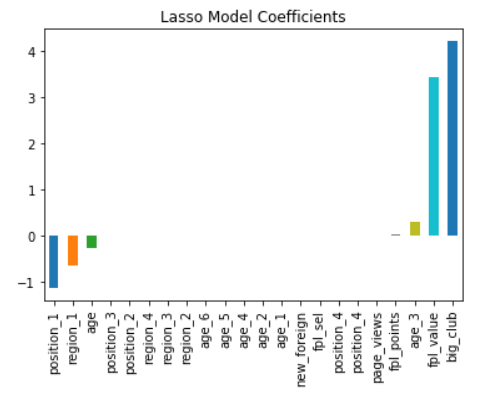 Lasso Model Coefficients
4
3
2
1
0
−1
position_1
region_1
age
position_3
position_2
region_4
region_3
region_2
age_6
age_5
age_4
age_2
age_1
new_foreign
fpl_sel
position_4
position_4
page_views
fpl_points
age_3
fpl_value
big_club